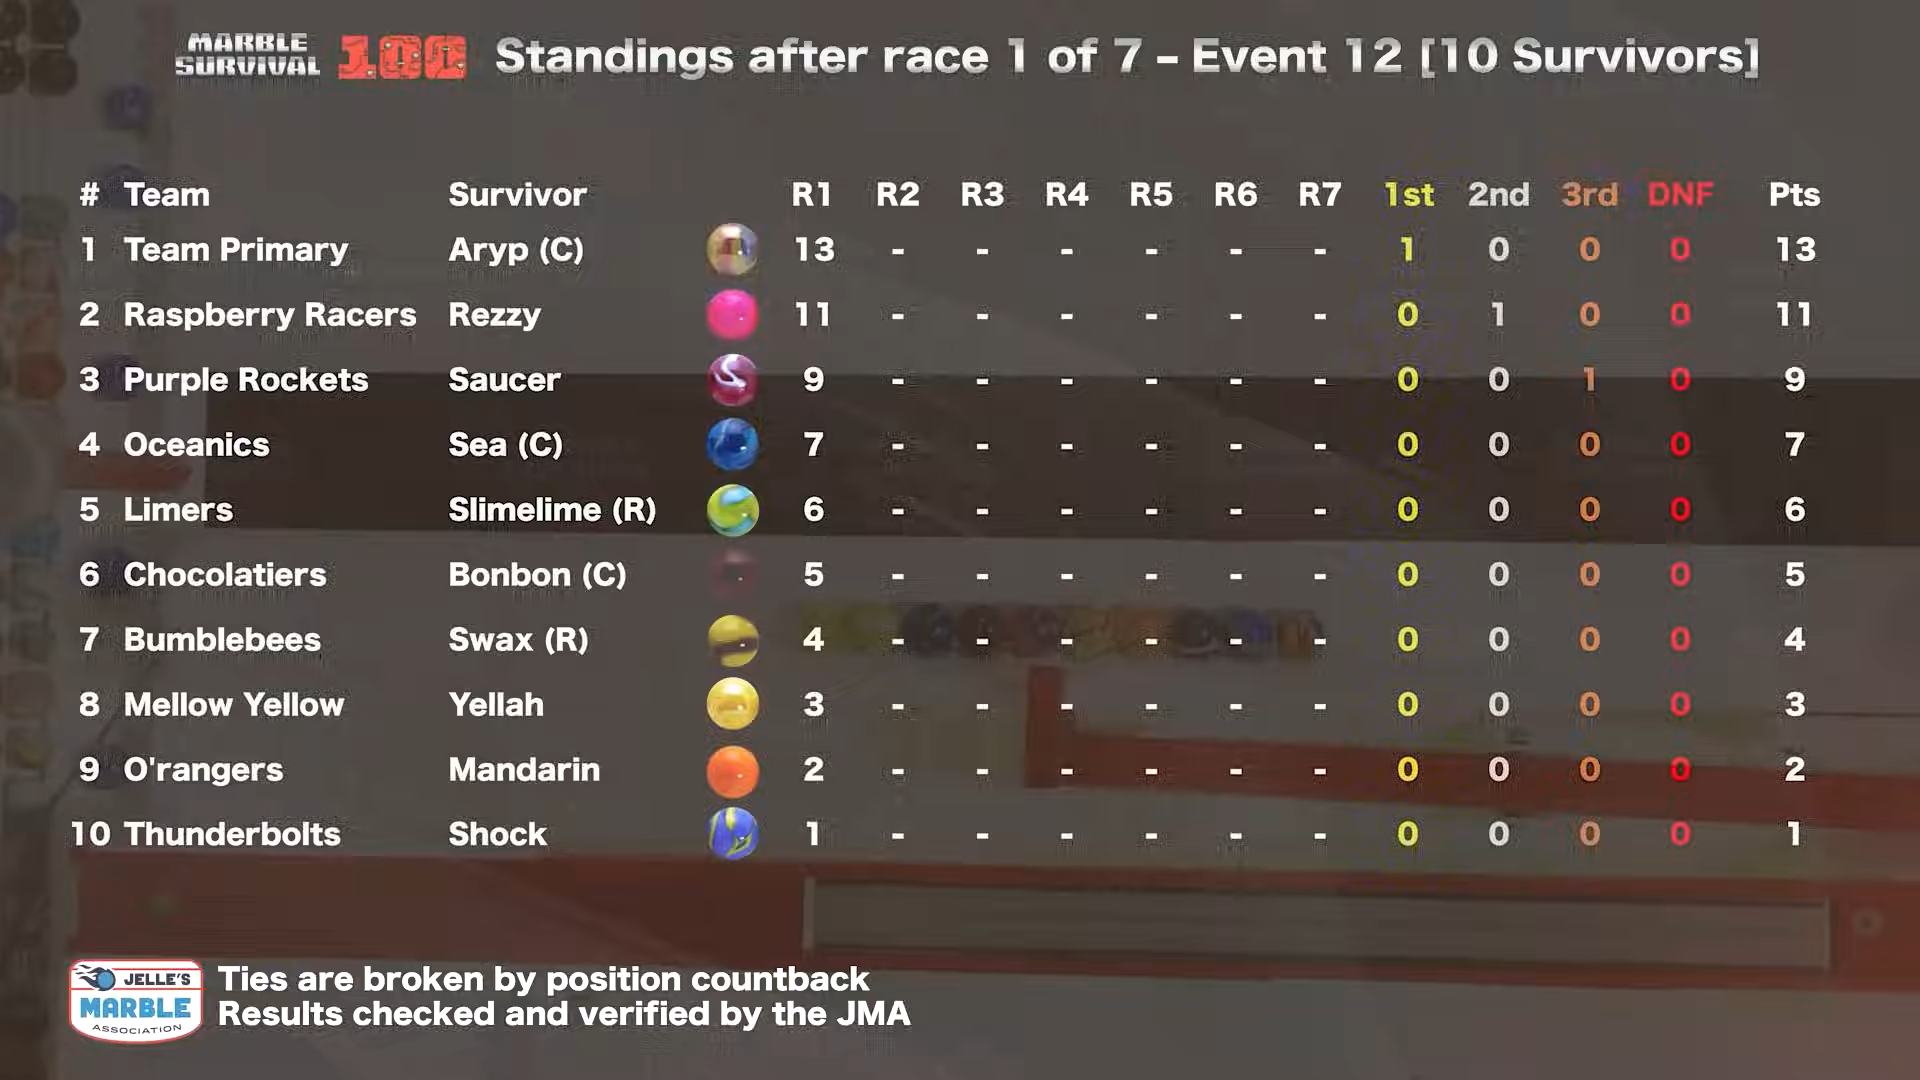 MARBLE SURVIVAL 100 Standings after race 1 of 7 – Event 12 [10 Survivors]
# Team Survivor R1 R2 R3 R4 R5 R6 R7 1st 2nd 3rd DNF Pts
1 Team Primary Aryp (C) 13 - - - - - - 1 0 0 0 13
2 Raspberry Racers Rezzy 11 - - - - - - 0 1 0 0 11
3 Purple Rockets Saucer 9 - - - - - - 0 0 1 0 9
4 Oceanics Sea (C) 7 - - - - - - 0 0 0 0 7
5 Limers Slimelime (R) 6 - - - - - - 0 0 0 0 6
6 Chocolatiers Bonbon (C) 5 - - - - - - 0 0 0 0 5
7 Bumblebees Swax (R) 4 - - - - - - 0 0 0 0 4
8 Mellow Yellow Yellah 3 - - - - - - 0 0 0 0 3
9 O'rangers Mandarin 2 - - - - - - 0 0 0 0 2
10 Thunderbolts Shock 1 - - - - - - 0 0 0 0 1
JELLE'S MARBLE ASSOCIATION
Ties are broken by position countback
Results checked and verified by the JMA